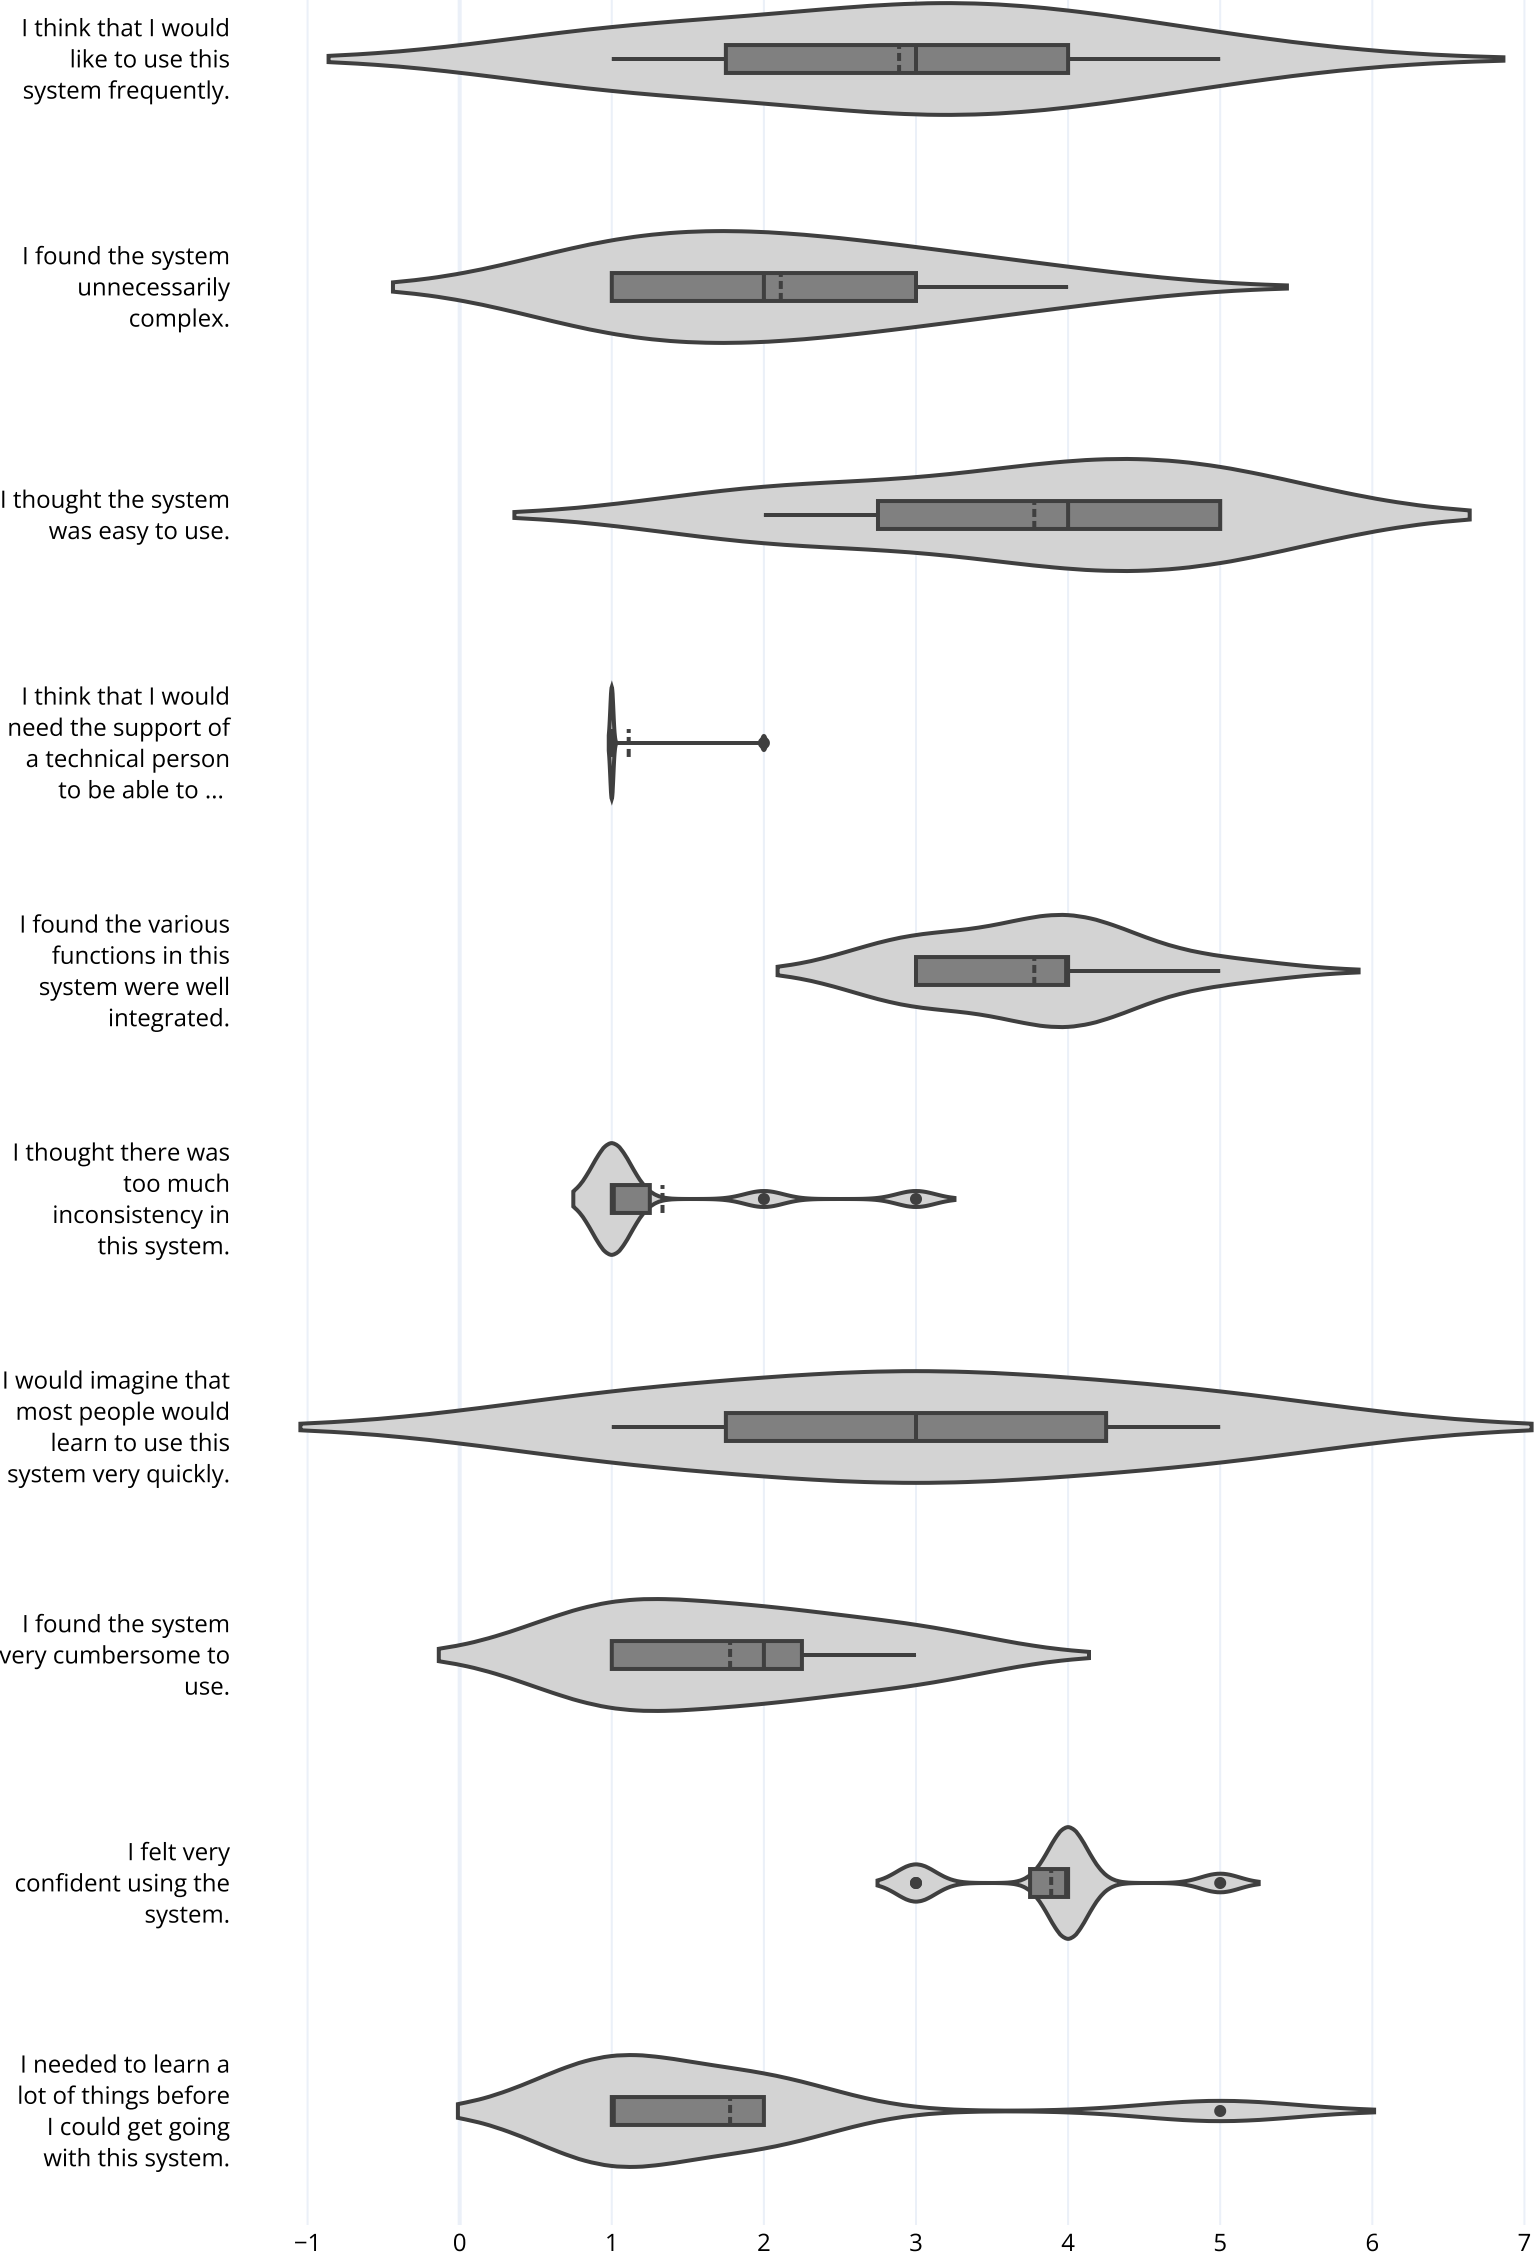 I think that I would
like to use this
system frequently.
I found the system
unnecessarily
complex.
I thought the system
was easy to use.
I think that I would
need the support of
a technical person
to be able to ...
I found the various
functions in this
system were well
integrated.
I thought there was
too much
inconsistency in
this system.
I would imagine that
most people would
learn to use this
system very quickly.
I found the system
very cumbersome to
use.
I felt very
confident using the
system.
I needed to learn a
lot of things before
I could get going
with this system.
−1 0 1 2 3 4 5 6 7